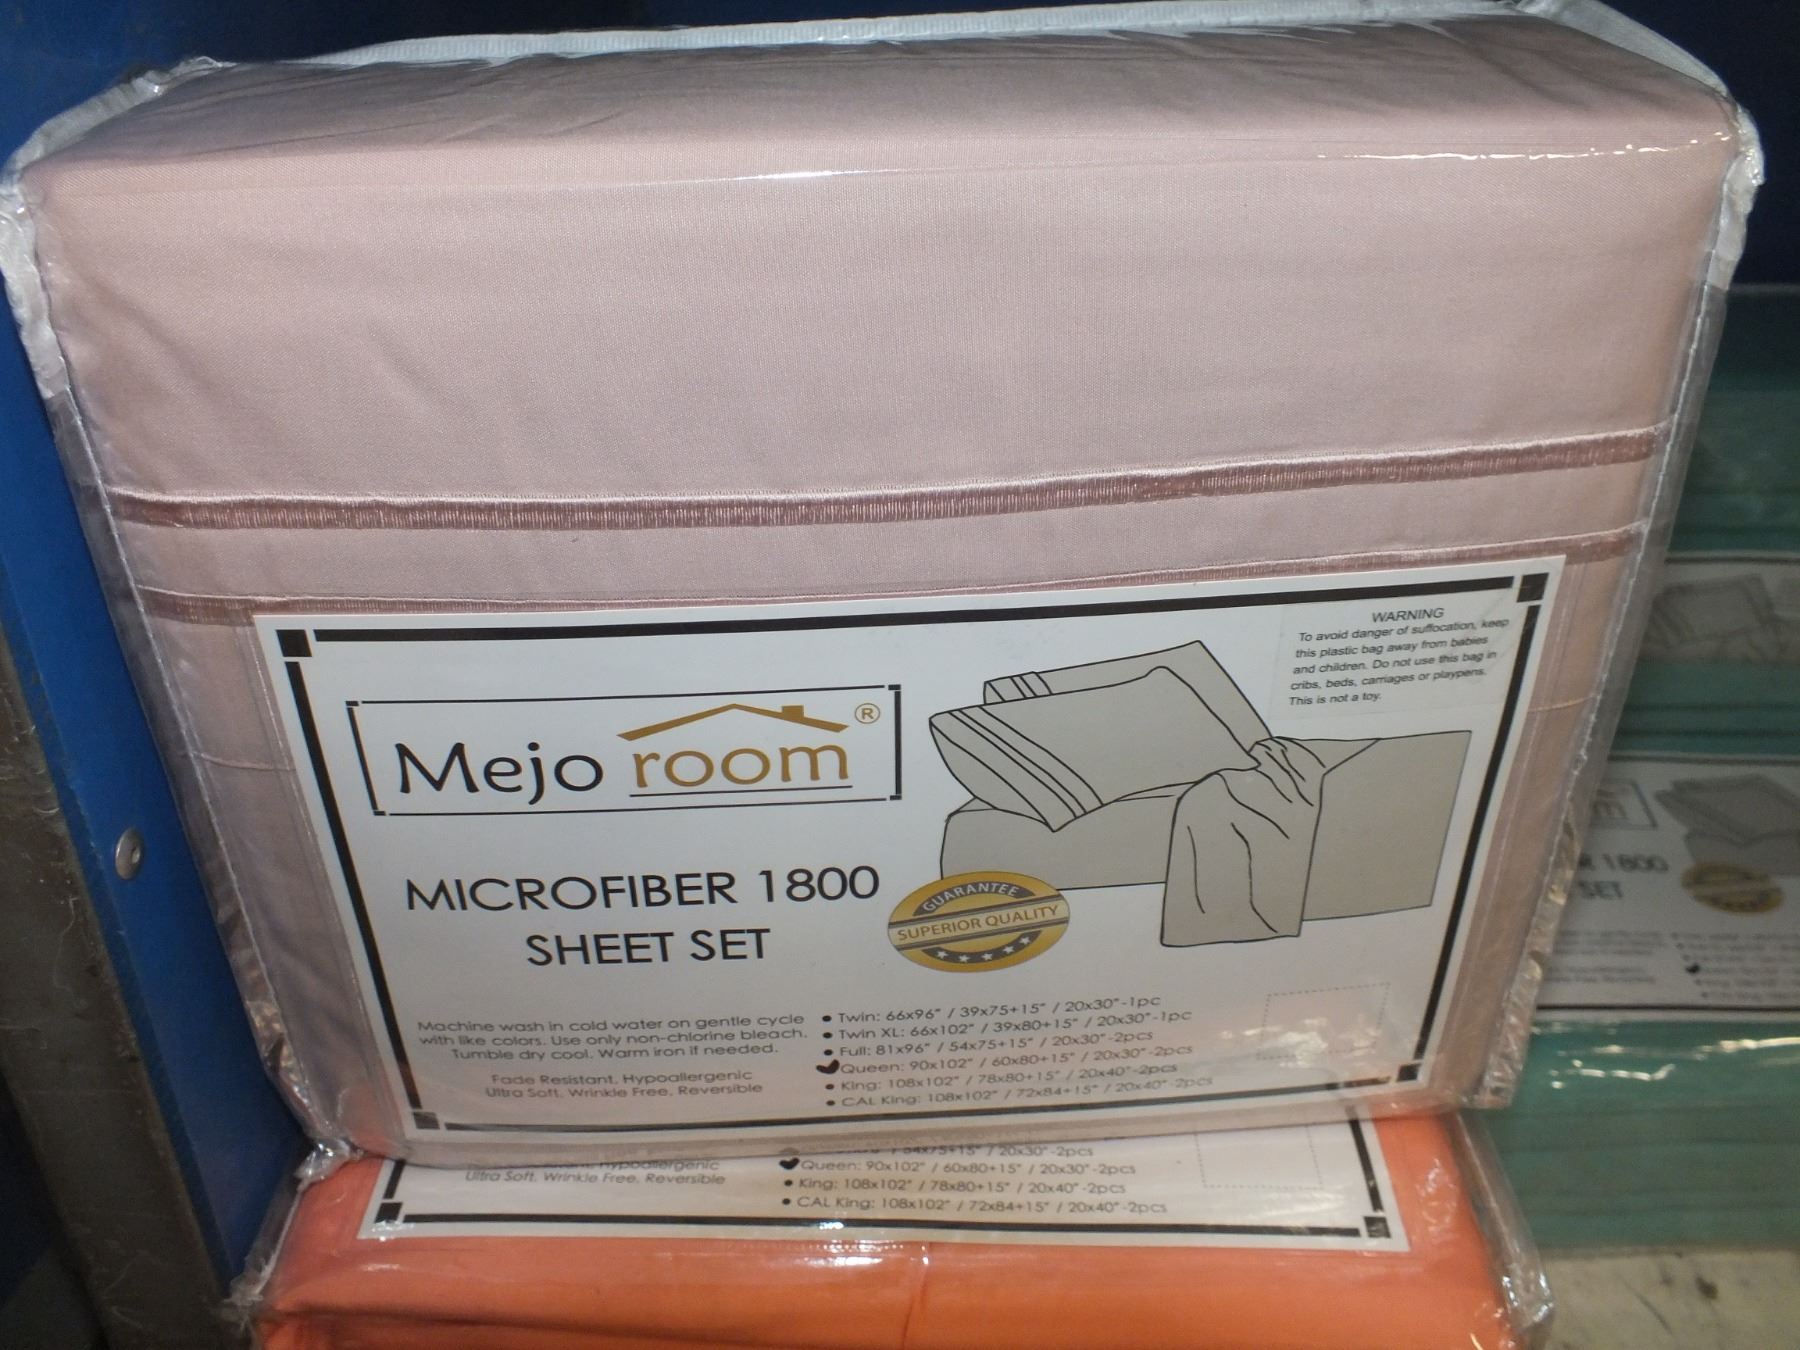 WARNING
To avoid danger of suffocation, keep
this plastic bag away from babies
and children. Do not use this bag in
cribs, beds, carriages or playpens.
This is not a toy.
Mejo room ®
MICROFIBER 1800
SHEET SET
GUARANTEE
SUPERIOR QUALITY
Machine wash in cold water on gentle cycle
with like colors. Use only non-chlorine bleach.
Tumble dry cool. Warm iron if needed.
Fade Resistant, Hypoallergenic
Ultra Soft, Wrinkle Free, Reversible
• Twin: 66x96" / 39x75+15" / 20x30"-1pc
• Twin XL: 66x102" / 39x80+15" / 20x30"-1pc
• Full: 81x96" / 54x75+15" / 20x30"-2pcs
Queen: 90x102" / 60x80+15" / 20x30"-2pcs
• King: 108x102" / 78x80+15" / 20x40"-2pcs
• CAL King: 108x102" / 72x84+15" / 20x40"-2pcs
Hypoallergenic
Ultra Soft, Wrinkle Free, Reversible
/ 54x75+15" / 20x30"-2pcs
Queen: 90x102" / 60x80+15" / 20x30"-2pcs
• King: 108x102" / 78x80+15" / 20x40"-2pcs
• CAL King: 108x102" / 72x84+15" / 20x40"-2pcs
1800
SET